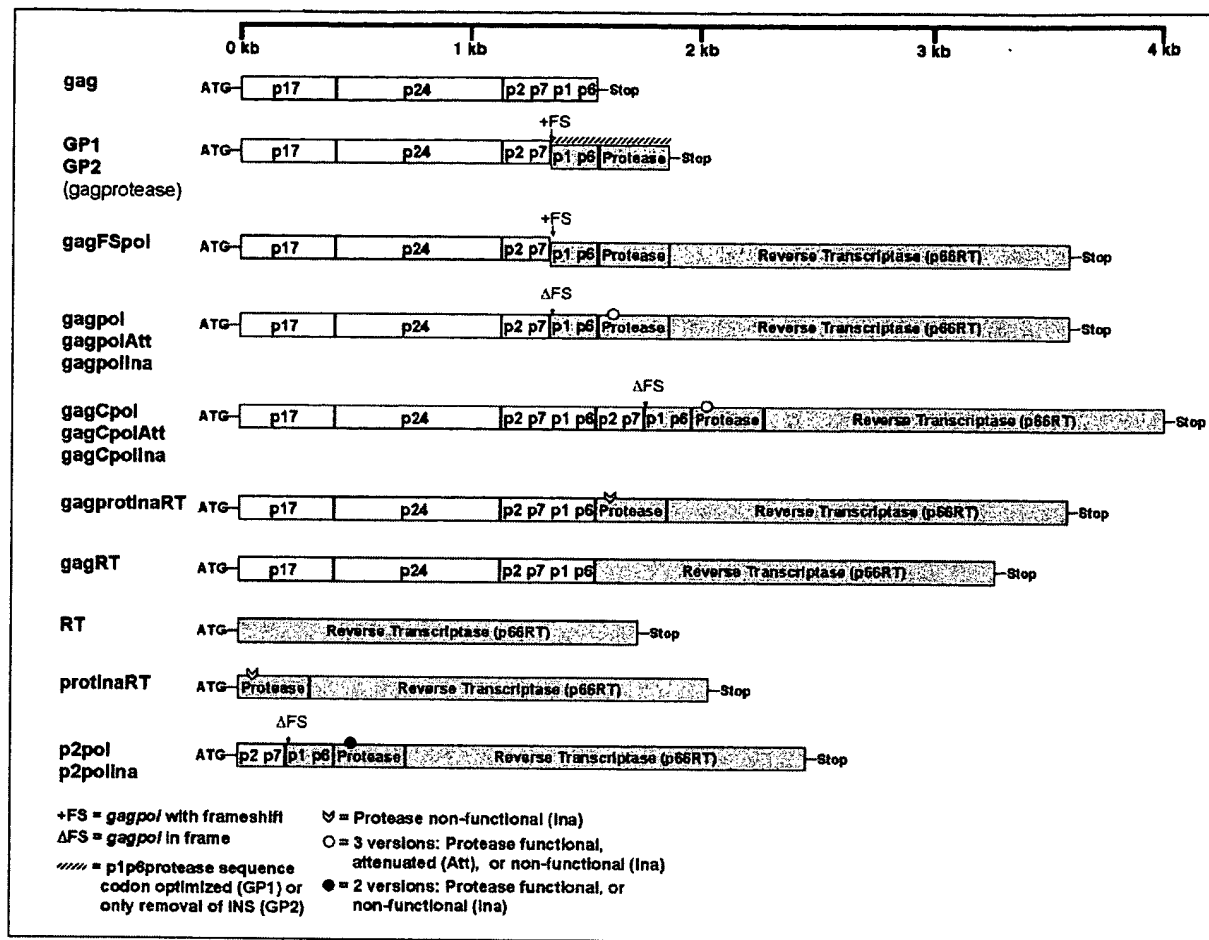 0 kb 1 kb 2 kb 3 kb 4 kb
gag ATG p17 p24 p2 p7 p1 p6 Stop
+FS
GP1
GP2
(gagprotease)
ATG p17 p24 p2 p7 p1 p6 Protease Stop
+FS
gagFSpol ATG p17 p24 p2 p7 p1 p6 Protease Reverse Transcriptase (p66RT) Stop
ΔFS
gagpol
gagpolAtt
gagpolIna
ATG p17 p24 p2 p7 p1 p6 Protease Reverse Transcriptase (p66RT) Stop
ΔFS
gagCpol
gagCpolAtt
gagCpolIna
ATG p17 p24 p2 p7 p1 p6 p2 p7 p1 p6 Protease Reverse Transcriptase (p66RT) Stop
gagprotInaRT ATG p17 p24 p2 p7 p1 p6 Protease Reverse Transcriptase (p66RT) Stop
gagRT ATG p17 p24 p2 p7 p1 p6 Reverse Transcriptase (p66RT) Stop
RT ATG Reverse Transcriptase (p66RT) Stop
protInaRT ATG Protease Reverse Transcriptase (p66RT) Stop
ΔFS
p2pol
p2polIna
ATG p2 p7 p1 p6 Protease Reverse Transcriptase (p66RT) Stop
+FS = gagpol with frameshift
ΔFS = gagpol in frame
= p1p6protease sequence
codon optimized (GP1) or
only removal of INS (GP2)
= Protease non-functional (Ina)
= 3 versions: Protease functional,
attenuated (Att), or non-functional (Ina)
= 2 versions: Protease functional, or
non-functional (Ina)